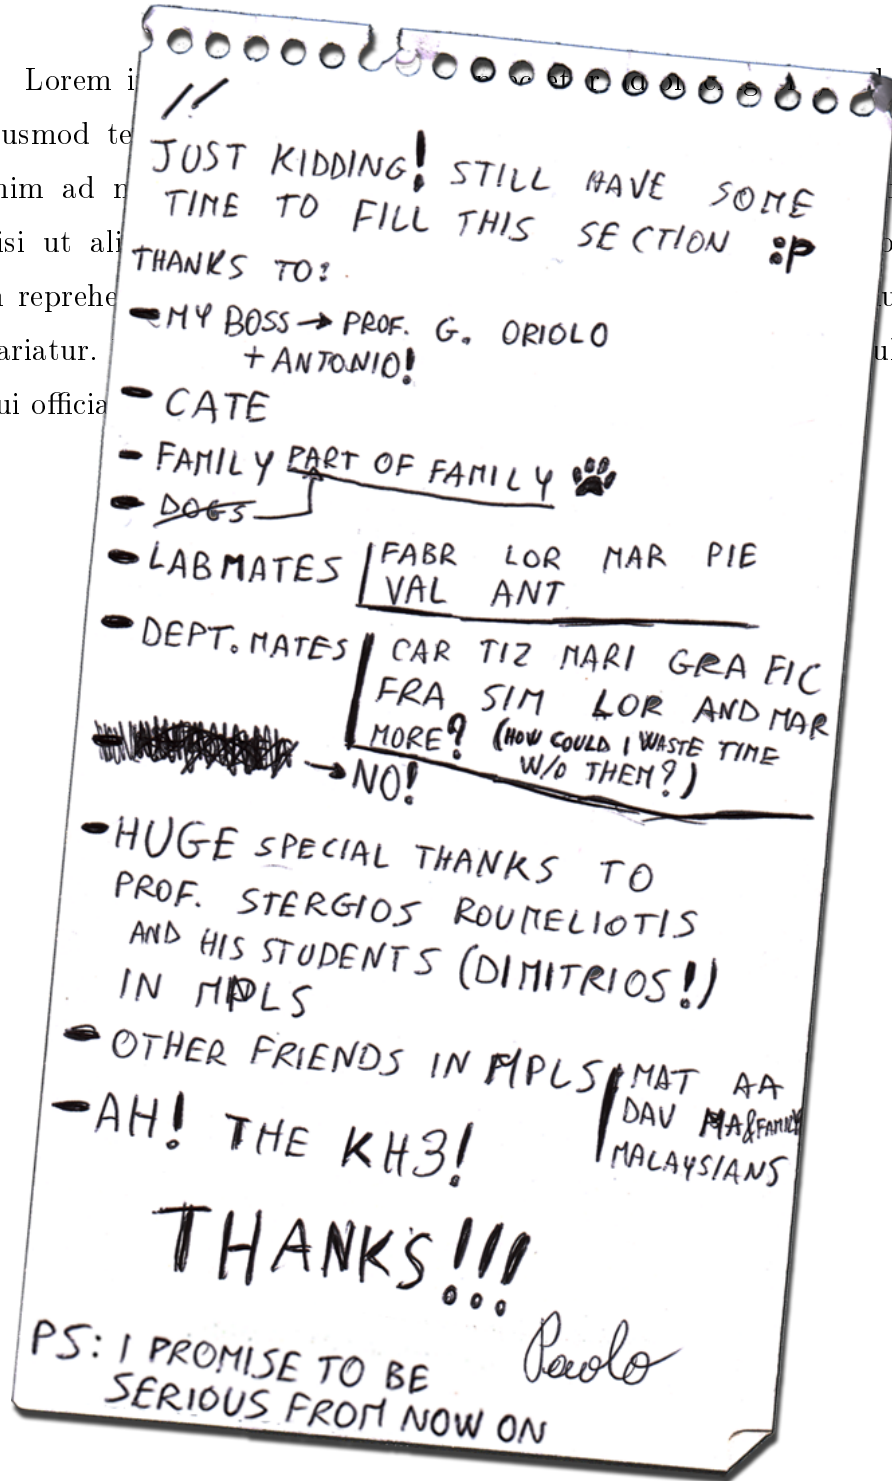 Lorem
//
JUST KIDDING! STILL HAVE SOME
TIME TO FILL THIS SECTION :P
THANKS TO:
- MY BOSS → PROF. G. ORIOLO
+ ANTONIO!
- CATE
- FAMILY PART OF FAMILY
- DOGS
- LABMATES | FABR LOR MAR PIE
VAL ANT
- DEPT. MATES | CAR TIZ MARI GRA FIC
FRA SIM LOR AND MAR
MORE? (HOW COULD I WASTE TIME
W/O THEM?)
→ NO!
- HUGE SPECIAL THANKS TO
PROF. STERGIOS ROUMELIOTIS
AND HIS STUDENTS (DIMITRIOS!)
IN MPLS
- OTHER FRIENDS IN MPLS | MAT AA
DAV MA&FAMILY
MALAYSIANS
- AH! THE KH3!
THANKS!!!
Paolo
PS: I PROMISE TO BE
SERIOUS FROM NOW ON
usmod te
nim ad
isi ut ali
reprehe
ariatur.
ui officia